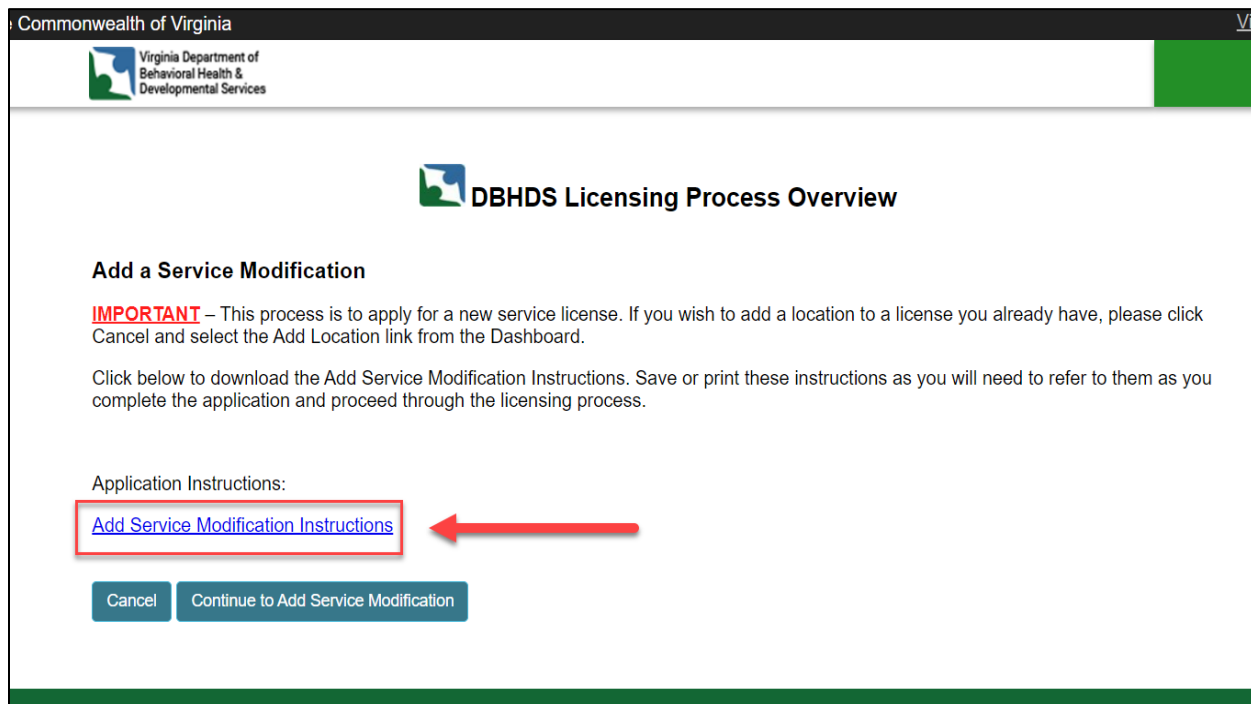 Commonwealth of Virginia
Virginia Department of
Behavioral Health &
Developmental Services
DBHDS Licensing Process Overview
Add a Service Modification
IMPORTANT – This process is to apply for a new service license. If you wish to add a location to a license you already have, please click
Cancel and select the Add Location link from the Dashboard.
Click below to download the Add Service Modification Instructions. Save or print these instructions as you will need to refer to them as you
complete the application and proceed through the licensing process.
Application Instructions:
Add Service Modification Instructions
Cancel Continue to Add Service Modification